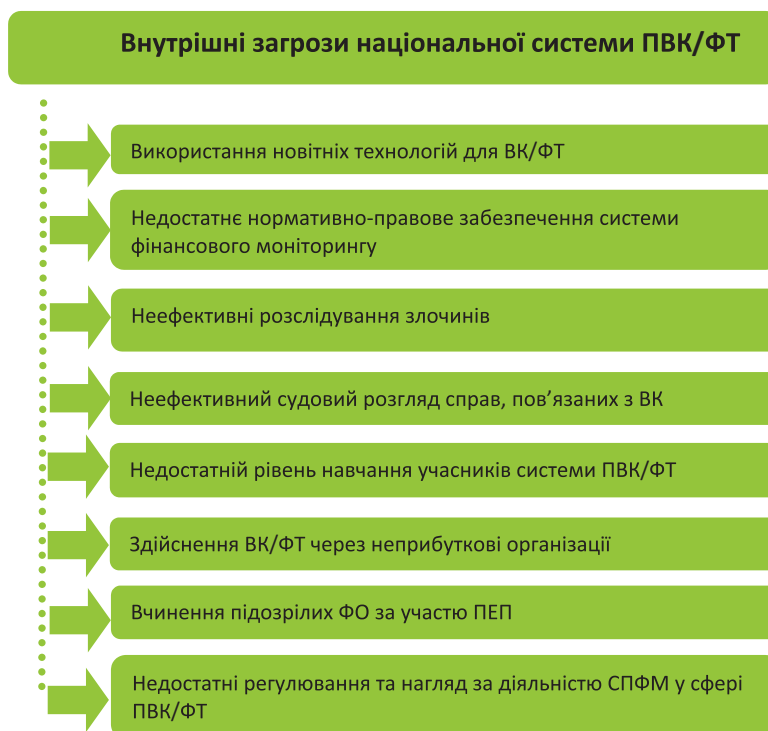 Внутрішні загрози національної системи ПВК/ФТ
Використання новітніх технологій для ВК/ФТ
Недостатнє нормативно-правове забезпечення системи
фінансового моніторингу
Неефективні розслідування злочинів
Неефективний судовий розгляд справ, пов’язаних з ВК
Недостатній рівень навчання учасників системи ПВК/ФТ
Здійснення ВК/ФТ через неприбуткові організації
Вчинення підозрілих ФО за участю ПЕП
Недостатні регулювання та нагляд за діяльністю СПФМ у сфері
ПВК/ФТ